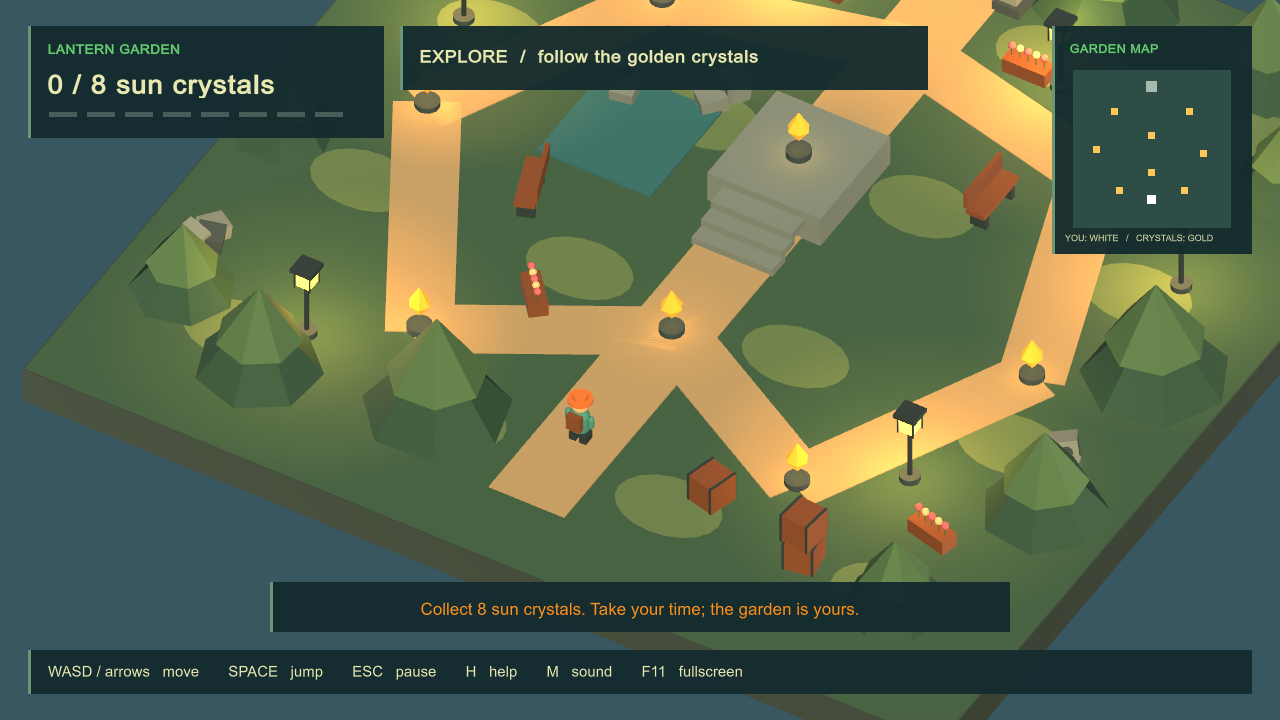 LANTERN GARDEN
0 / 8 sun crystals
EXPLORE / follow the golden crystals
GARDEN MAP
YOU: WHITE / CRYSTALS: GOLD
Collect 8 sun crystals. Take your time; the garden is yours.
WASD / arrows move SPACE jump ESC pause H help M sound F11 fullscreen